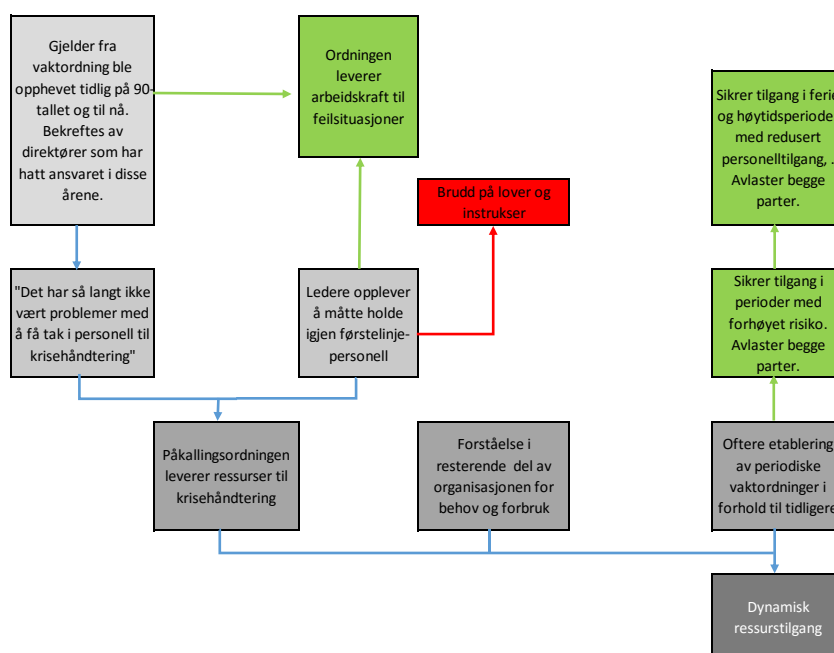 Gjelder fra
vaktordning ble
opphevet tidlig på 90-
tallet og til nå.
Bekreftes av
direktører som har
hatt ansvaret i disse
årene.
Ordningen
leverer
arbeidskraft til
feilsituasjoner
Sikrer tilgang i ferie
og høytidsperiode
med redusert
personelltilgang, .
Avlaster begge
parter.
Brudd på lover og
instrukser
"Det har så langt ikke
vært problemer med
å få tak i personell til
krisehåndtering"
Ledere opplever
å måtte holde
igjen førstelinje-
personell
Sikrer tilgang i
perioder med
forhøyet risiko.
Avlaster begge
parter.
Påkallingsordningen
leverer ressurser til
krisehåndtering
Forståelse i
resterende del av
organisasjonen for
behov og forbruk
Oftere etablering
av periodiske
vaktordninger i
forhold til tidligere
Dynamisk
ressurstilgang